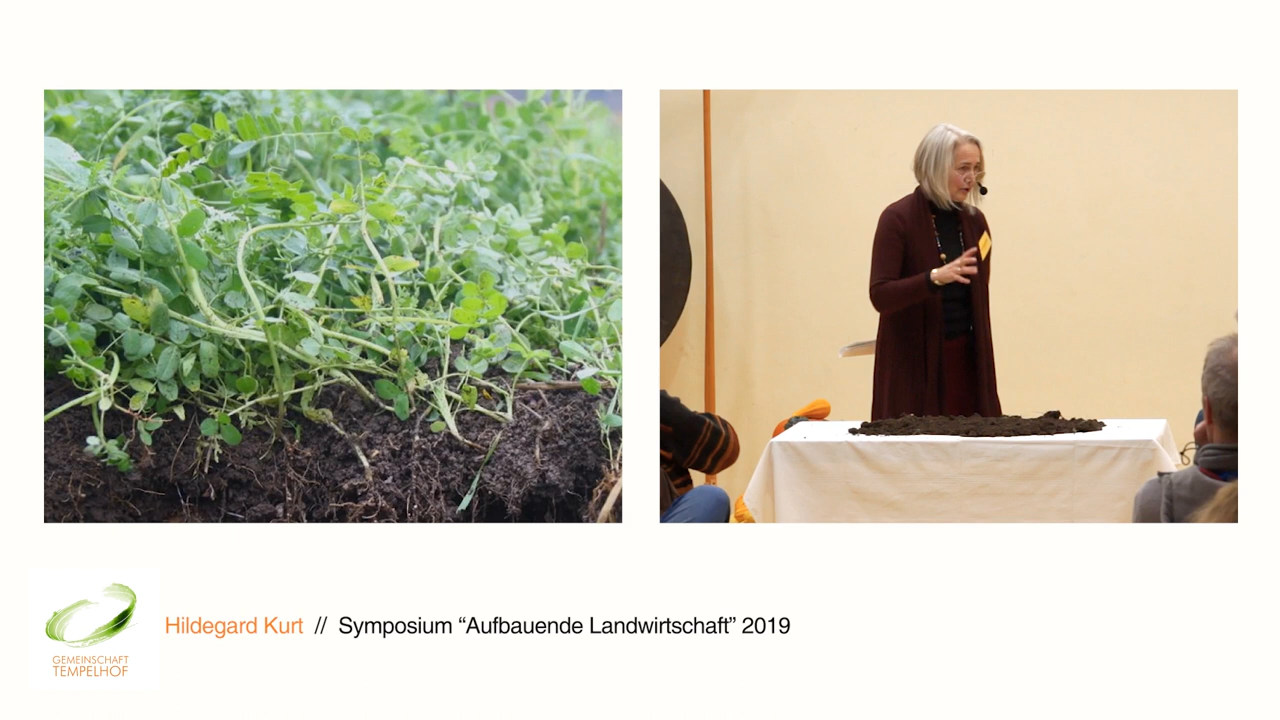 Hildegard Kurt // Symposium “Aufbauende Landwirtschaft” 2019
GEMEINSCHAFT
TEMPELHOF